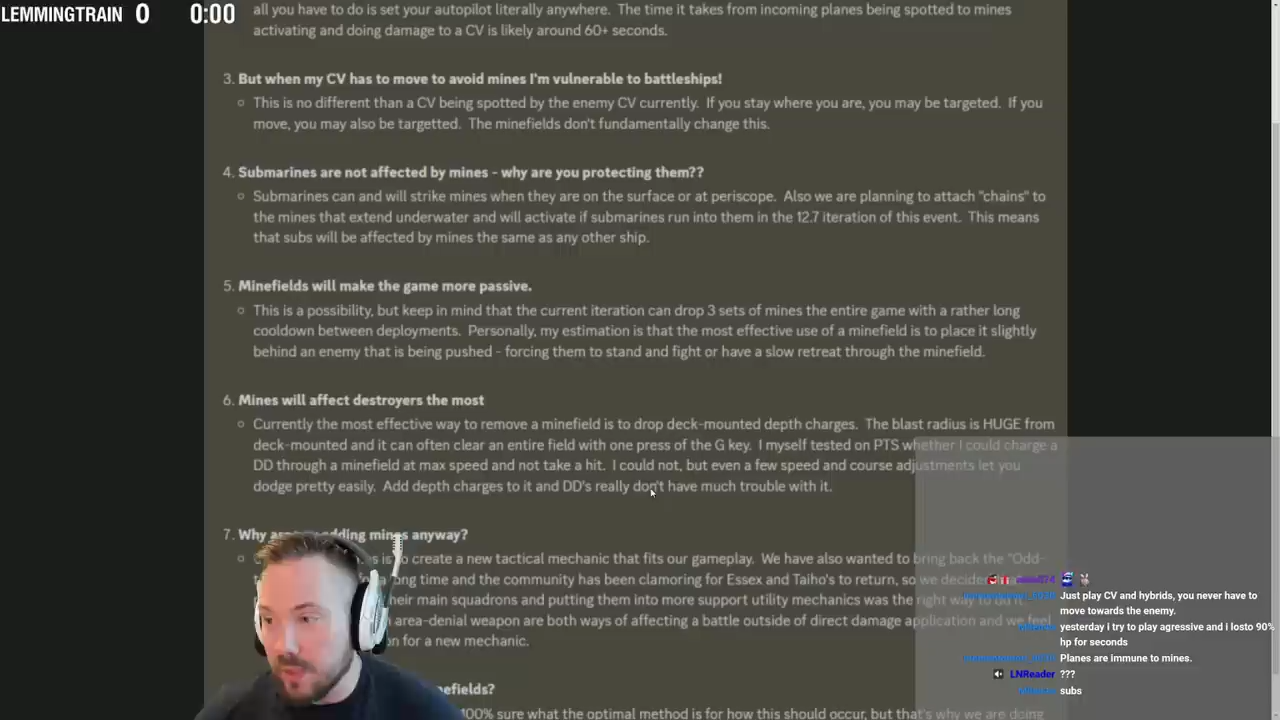 LEMMINGTRAIN 0 0:00
all you have to do is set your autopilot literally anywhere. The time it takes from incoming planes being spotted to mines
activating and doing damage to a CV is likely around 60+ seconds.
3. But when my CV has to move to avoid mines I'm vulnerable to battleships!
This is no different than a CV being spotted by the enemy CV currently. If you stay where you are, you may be targeted. If you
move, you may also be targetted. The minefields don't fundamentally change this.
4. Submarines are not affected by mines - why are you protecting them??
Submarines can and will strike mines when they are on the surface or at periscope. Also we are planning to attach "chains" to
the mines that extend underwater and will activate if submarines run into them in the 12.7 iteration of this event. This means
that subs will be affected by mines the same as any other ship.
5. Minefields will make the game more passive.
This is a possibility, but keep in mind that the current iteration can drop 3 sets of mines the entire game with a rather long
cooldown between deployments. Personally, my estimation is that the most effective use of a minefield is to place it slightly
behind an enemy that is being pushed - forcing them to stand and fight or have a slow retreat through the minefield.
6. Mines will affect destroyers the most
Currently the most effective way to remove a minefield is to drop deck-mounted depth charges. The blast radius is HUGE from
deck-mounted and it can often clear an entire field with one press of the G key. I myself tested on PTS whether I could charge a
DD through a minefield at max speed and not take a hit. I could not, but even a few speed and course adjustments let you
dodge pretty easily. Add depth charges to it and DD's really don't have much trouble with it.
7. Why adding mines anyway?
is to create a new tactical mechanic that fits our gameplay. We have also wanted to bring back the "Odd-
long time and the community has been clamoring for Essex and Taiho's to return, so we decide
their main squadrons and putting them into more support utility mechanics was the right way to do it
area-denial weapon are both ways of affecting a battle outside of direct damage application and we feel
on for a new mechanic.
nefields?
100% sure what the optimal method is for how this should occur, but that's why we are doing
Just play CV and hybrids, you never have to
move towards the enemy.
yesterday i try to play agressive and i losto 90%
hp for seconds
Planes are immune to mines.
LNReader ???
subs